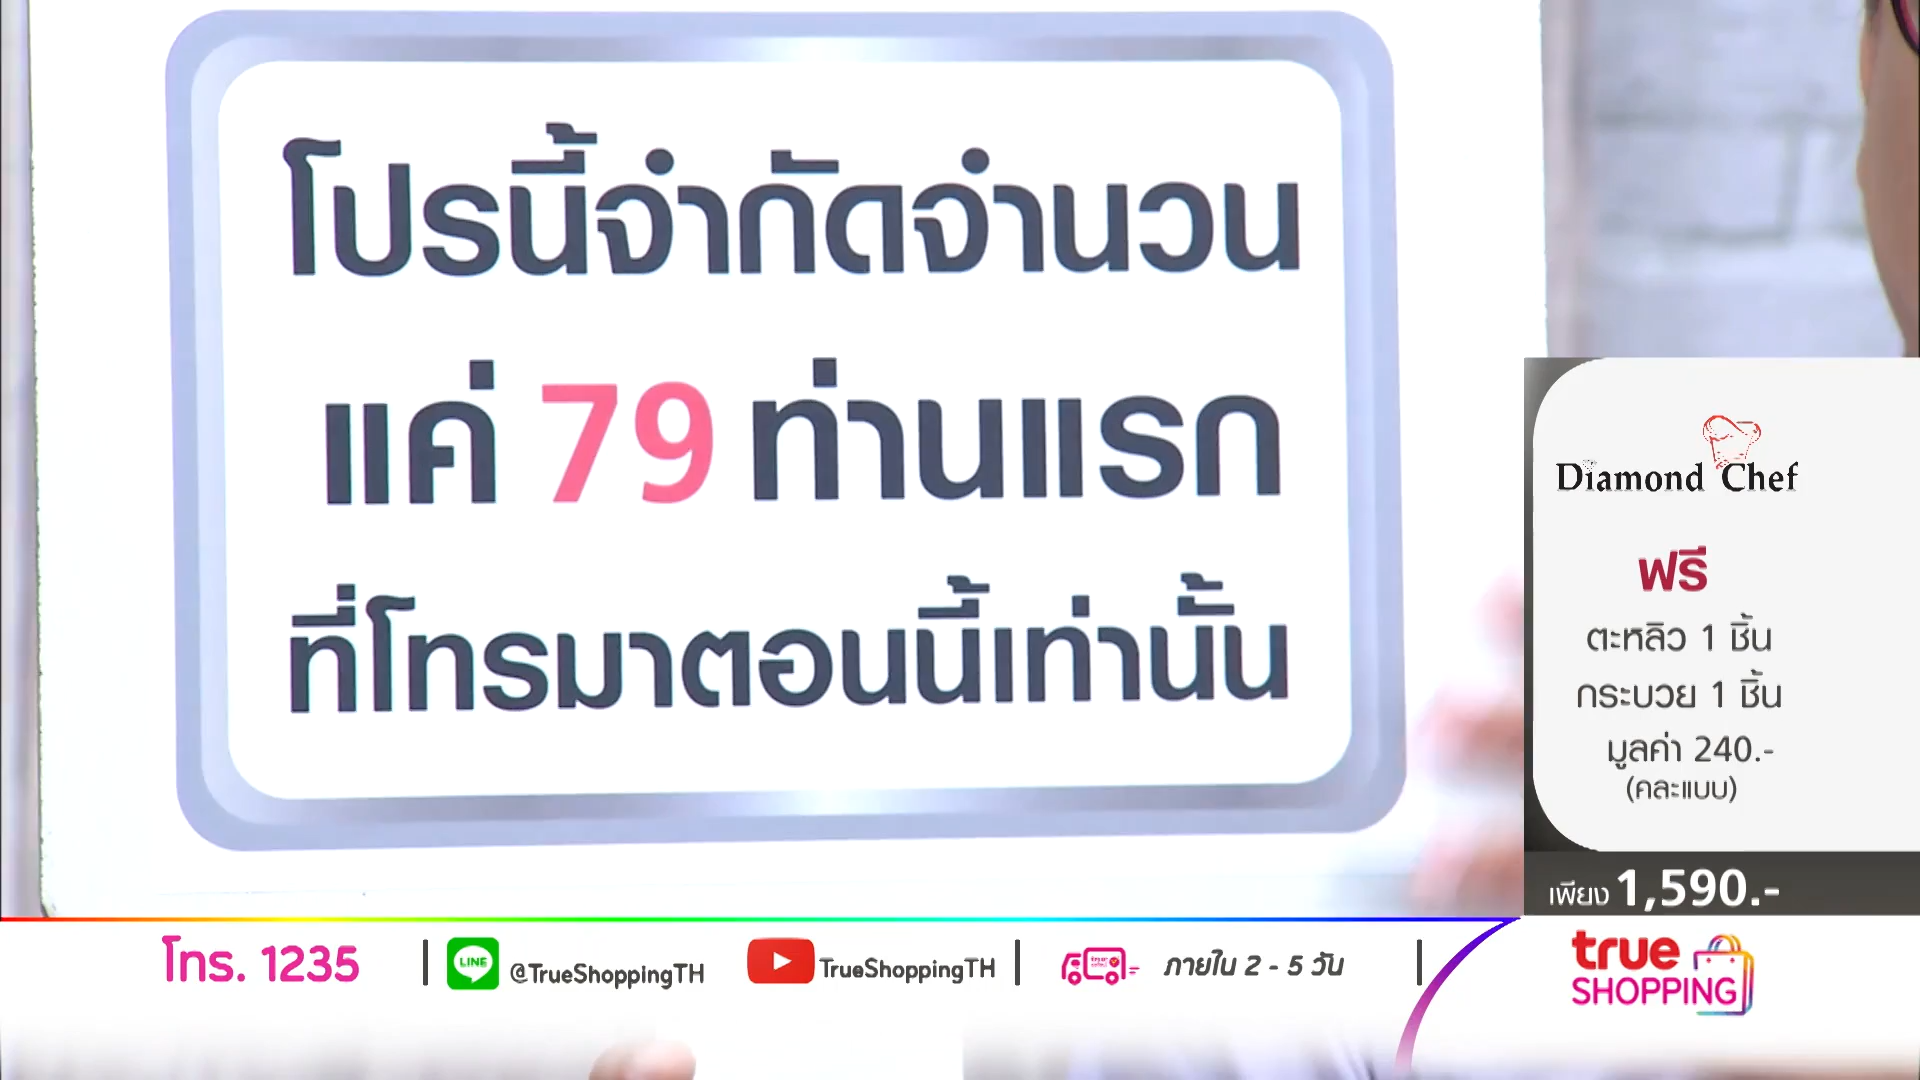 โปรนี้จำกัดจำนวน
แค่ 79 ท่านแรก
ที่โทรมาตอนนี้เท่านั้น
Diamond Chef
ฟรี
ตะหลิว 1 ชิ้น
กระบวย 1 ชิ้น
มูลค่า 240.-
(คละแบบ)
เพียง 1,590.-
โทร. 1235
LINE
@TrueShoppingTH
TrueShoppingTH
ภายใน 2 - 5 วัน
true
SHOPPING